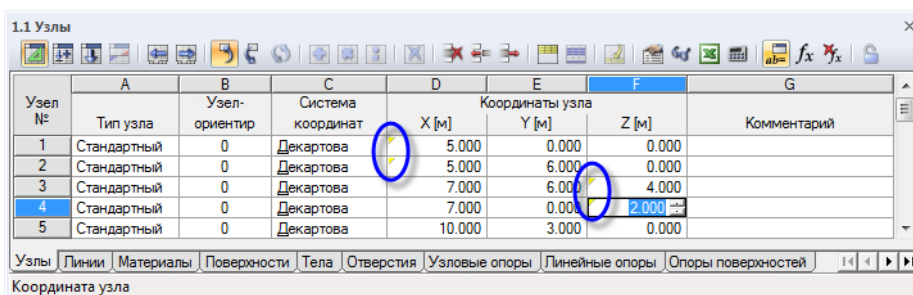 1.1 Узлы
ab=
fx
fx
A
B
C
D
E
F
G
Узел
№
Тип узла
Узел-
ориентир
Система
координат
Координаты узла
X [м]
Y [м]
Z [м]
Комментарий
1 Стандартный 0 Декартова 5.000 0.000 0.000
2 Стандартный 0 Декартова 5.000 6.000 0.000
3 Стандартный 0 Декартова 7.000 6.000 4.000
4 Стандартный 0 Декартова 7.000 0.000 2.000
5 Стандартный 0 Декартова 10.000 3.000 0.000
Узлы Линии Материалы Поверхности Тела Отверстия Узловые опоры Линейные опоры Опоры поверхностей
Координата узла